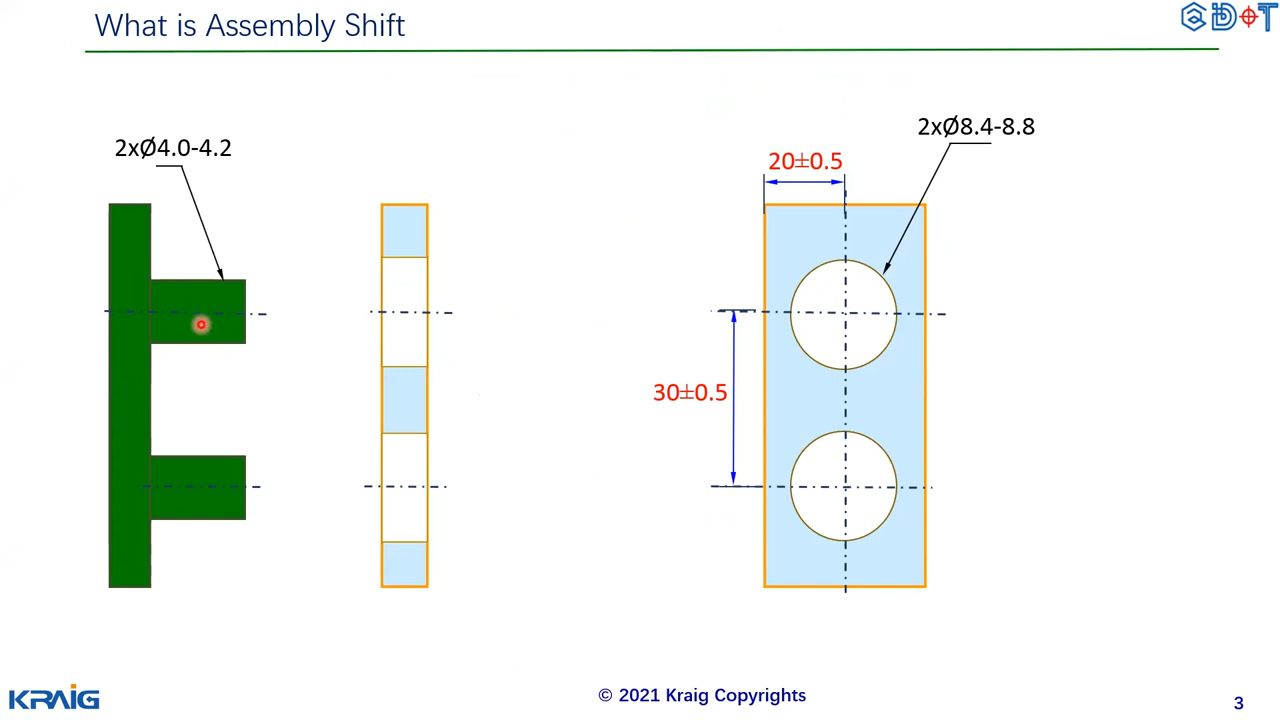 What is Assembly Shift
GD+T
2xØ4.0-4.2
2xØ8.4-8.8
20±0.5
30±0.5
KRAIG
© 2021 Kraig Copyrights
3